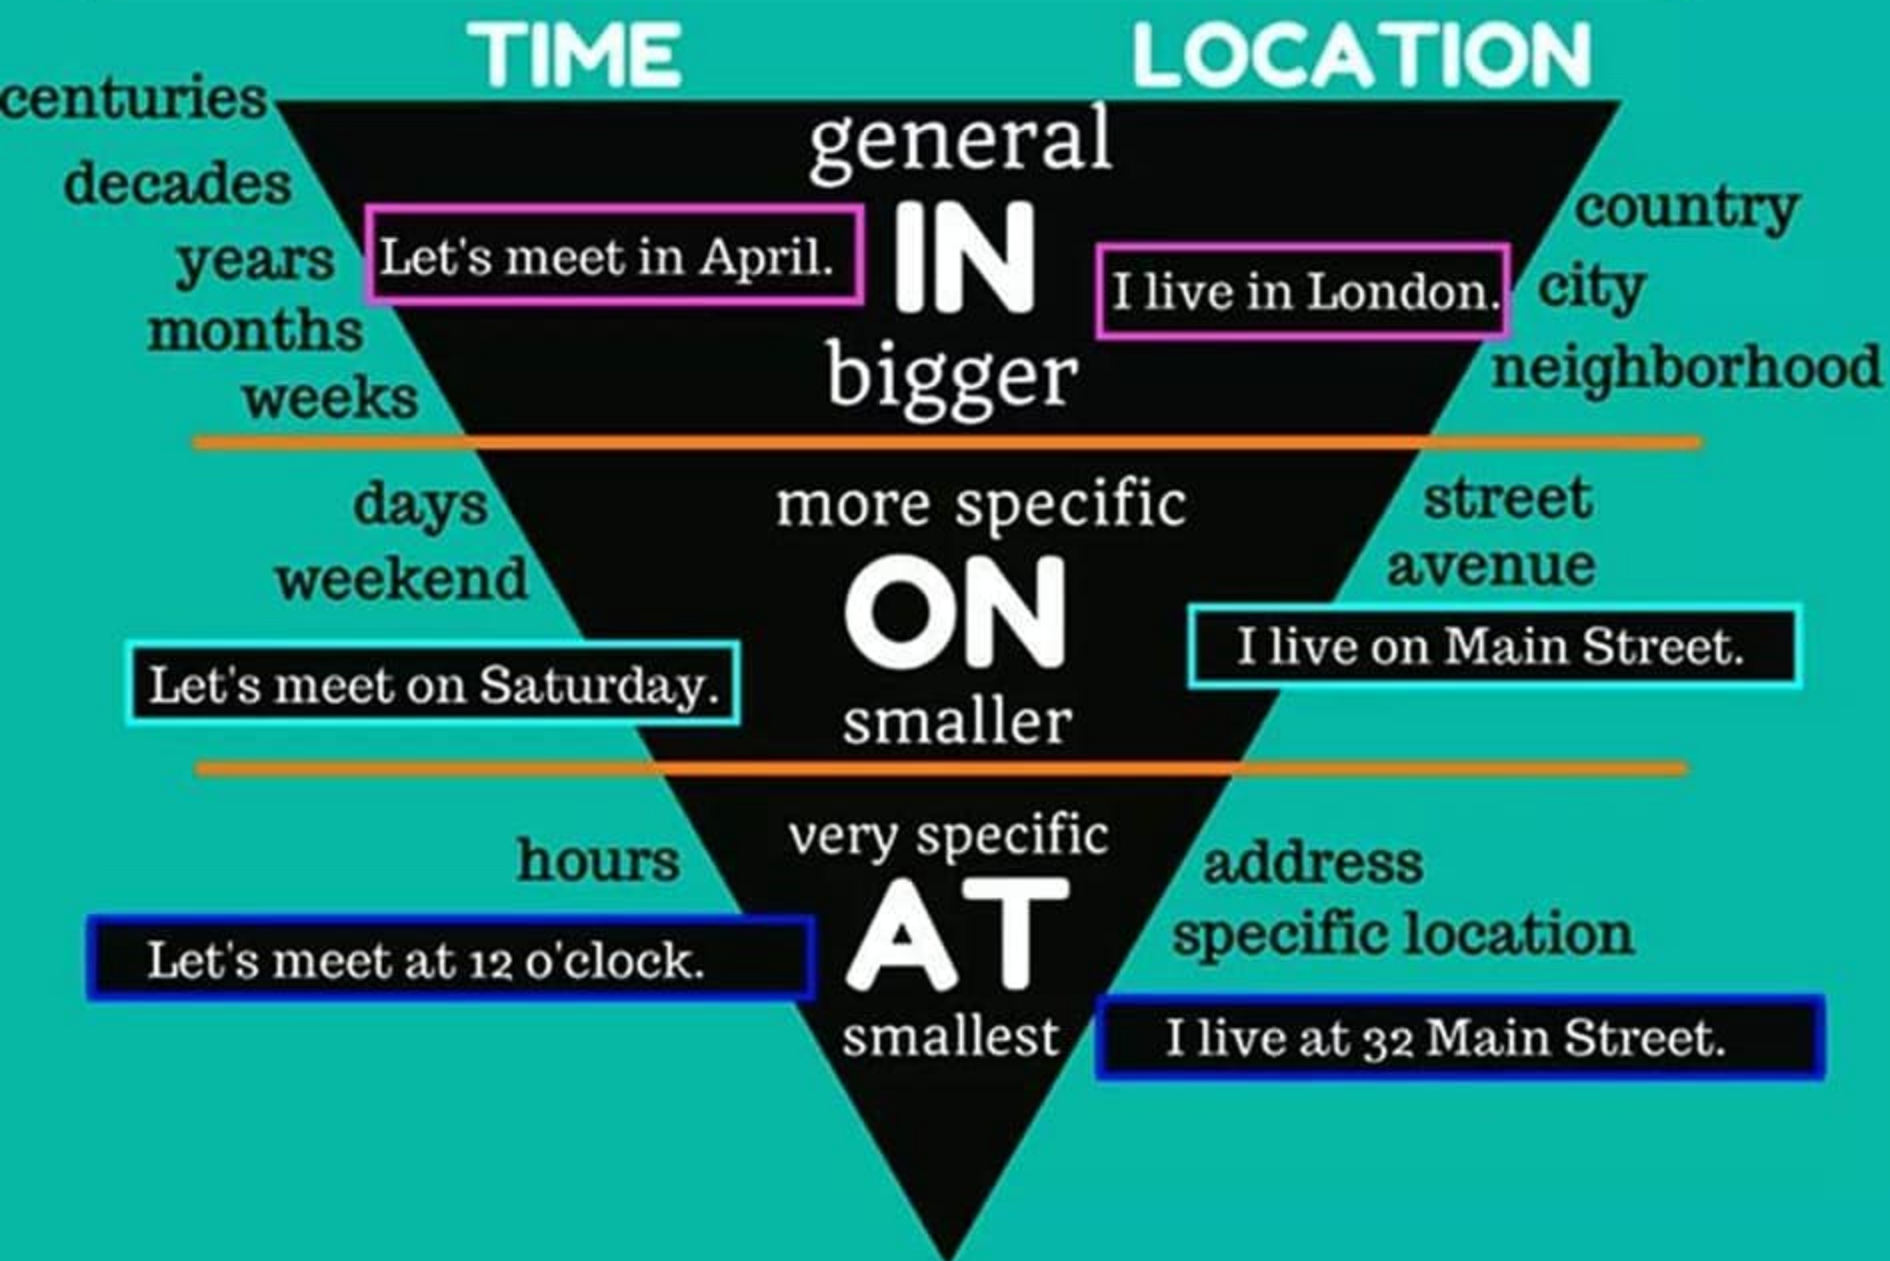 TIME
LOCATION
centuries
decades
years
months
weeks
general
IN
bigger
Let's meet in April.
I live in London.
country
city
neighborhood
days
weekend
more specific
ON
smaller
street
avenue
Let's meet on Saturday.
I live on Main Street.
hours
very specific
AT
smallest
address
specific location
Let's meet at 12 o'clock.
I live at 32 Main Street.